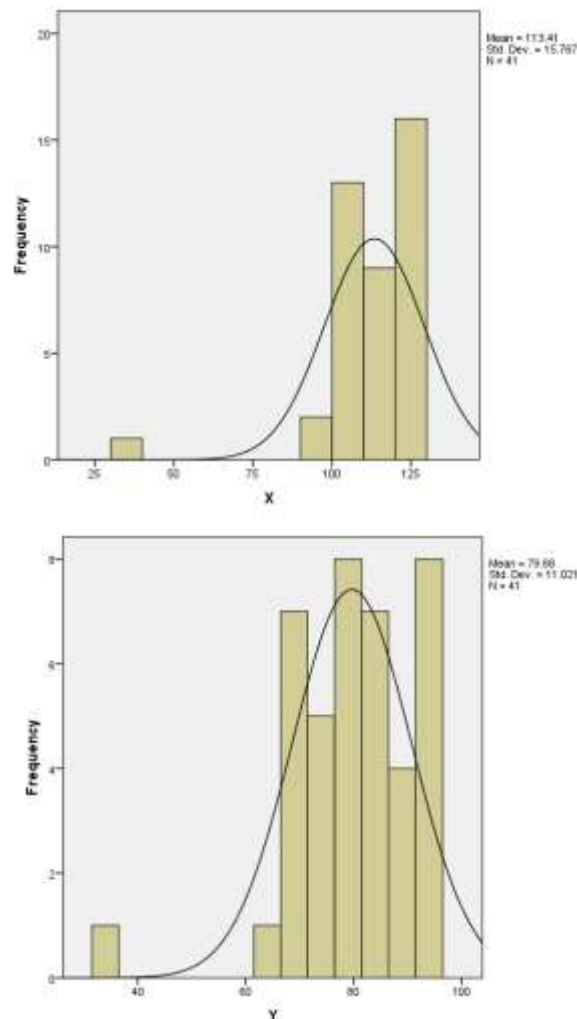 20
Mean = 113.41
Std. Dev. = 15.767
N = 41
15
Frequency
10
5
0
25 50 75 100 125
X
8
Mean = 79.68
Std. Dev. = 11.021
N = 41
6
Frequency
4
2
0
40 60 80 100
Y